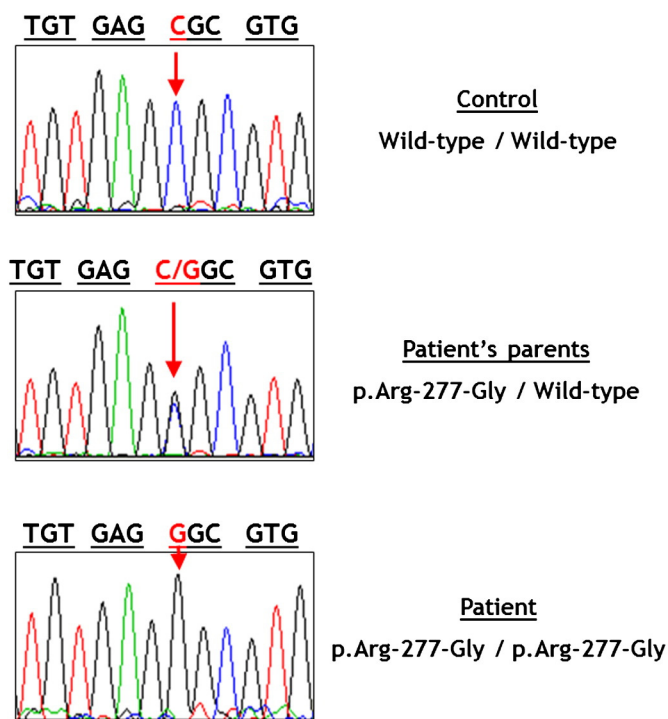 TGT GAG CGC GTG
Control
Wild-type / Wild-type
TGT GAG C/GGC GTG
Patient's parents
p.Arg-277-Gly / Wild-type
TGT GAG GGC GTG
Patient
p.Arg-277-Gly / p.Arg-277-Gly